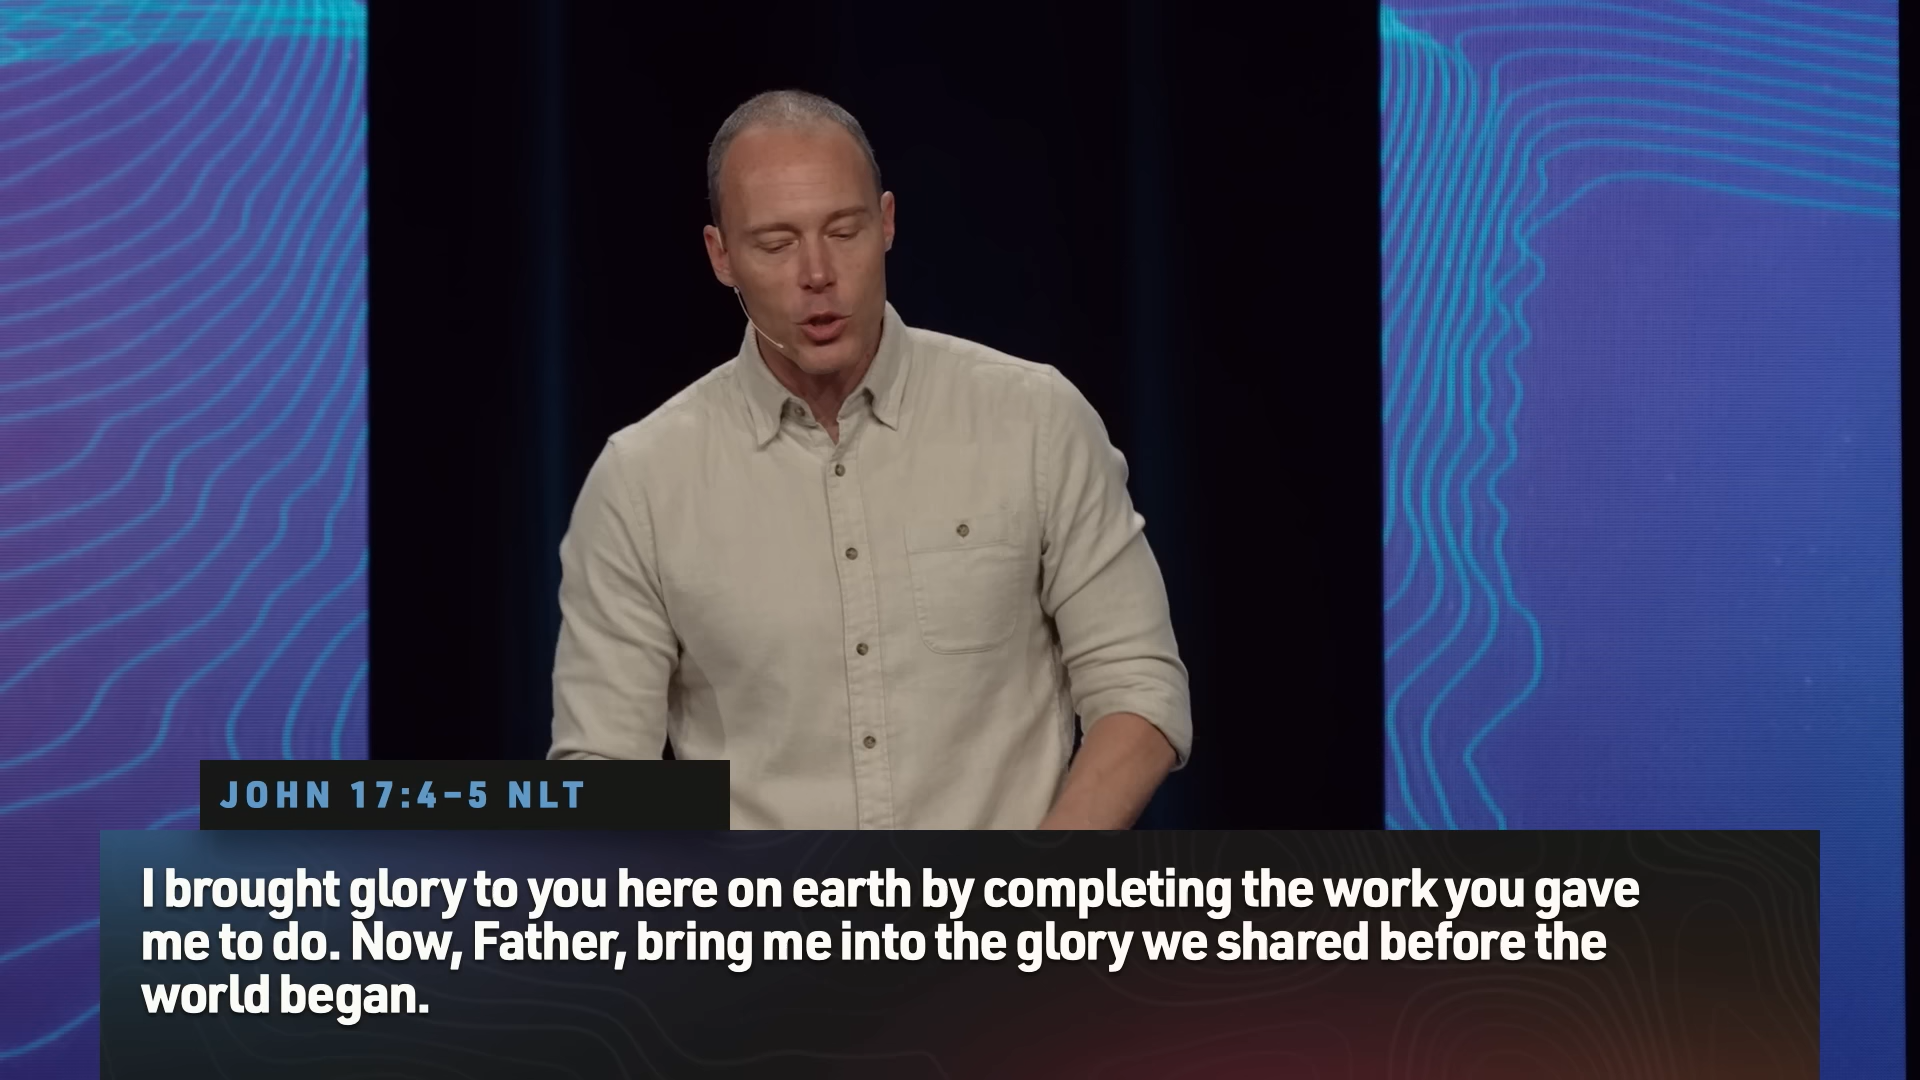 JOHN 17:4-5 NLT
I brought glory to you here on earth by completing the work you gave
me to do. Now, Father, bring me into the glory we shared before the
world began.